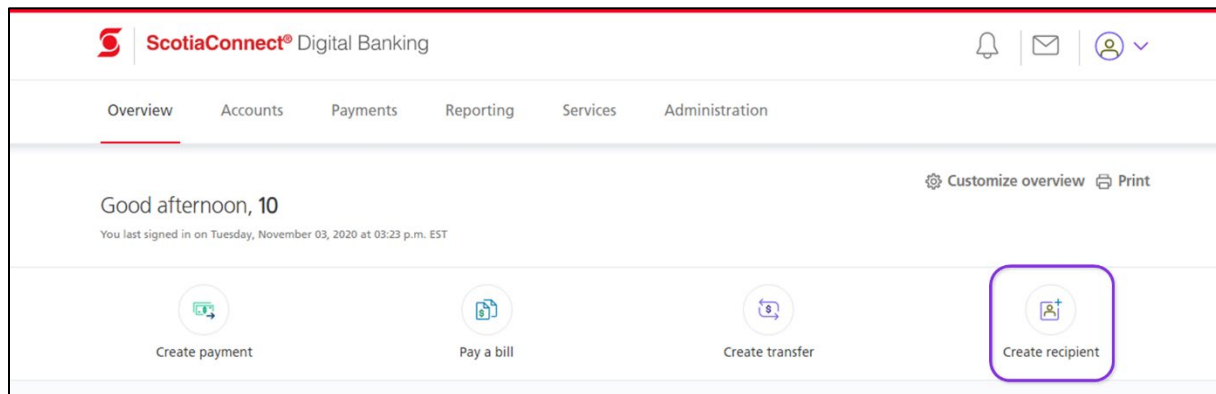 ScotiaConnect® Digital Banking
Overview Accounts Payments Reporting Services Administration
Customize overview Print
Good afternoon, 10
You last signed in on Tuesday, November 03, 2020 at 03:23 p.m. EST
Create payment Pay a bill Create transfer Create recipient